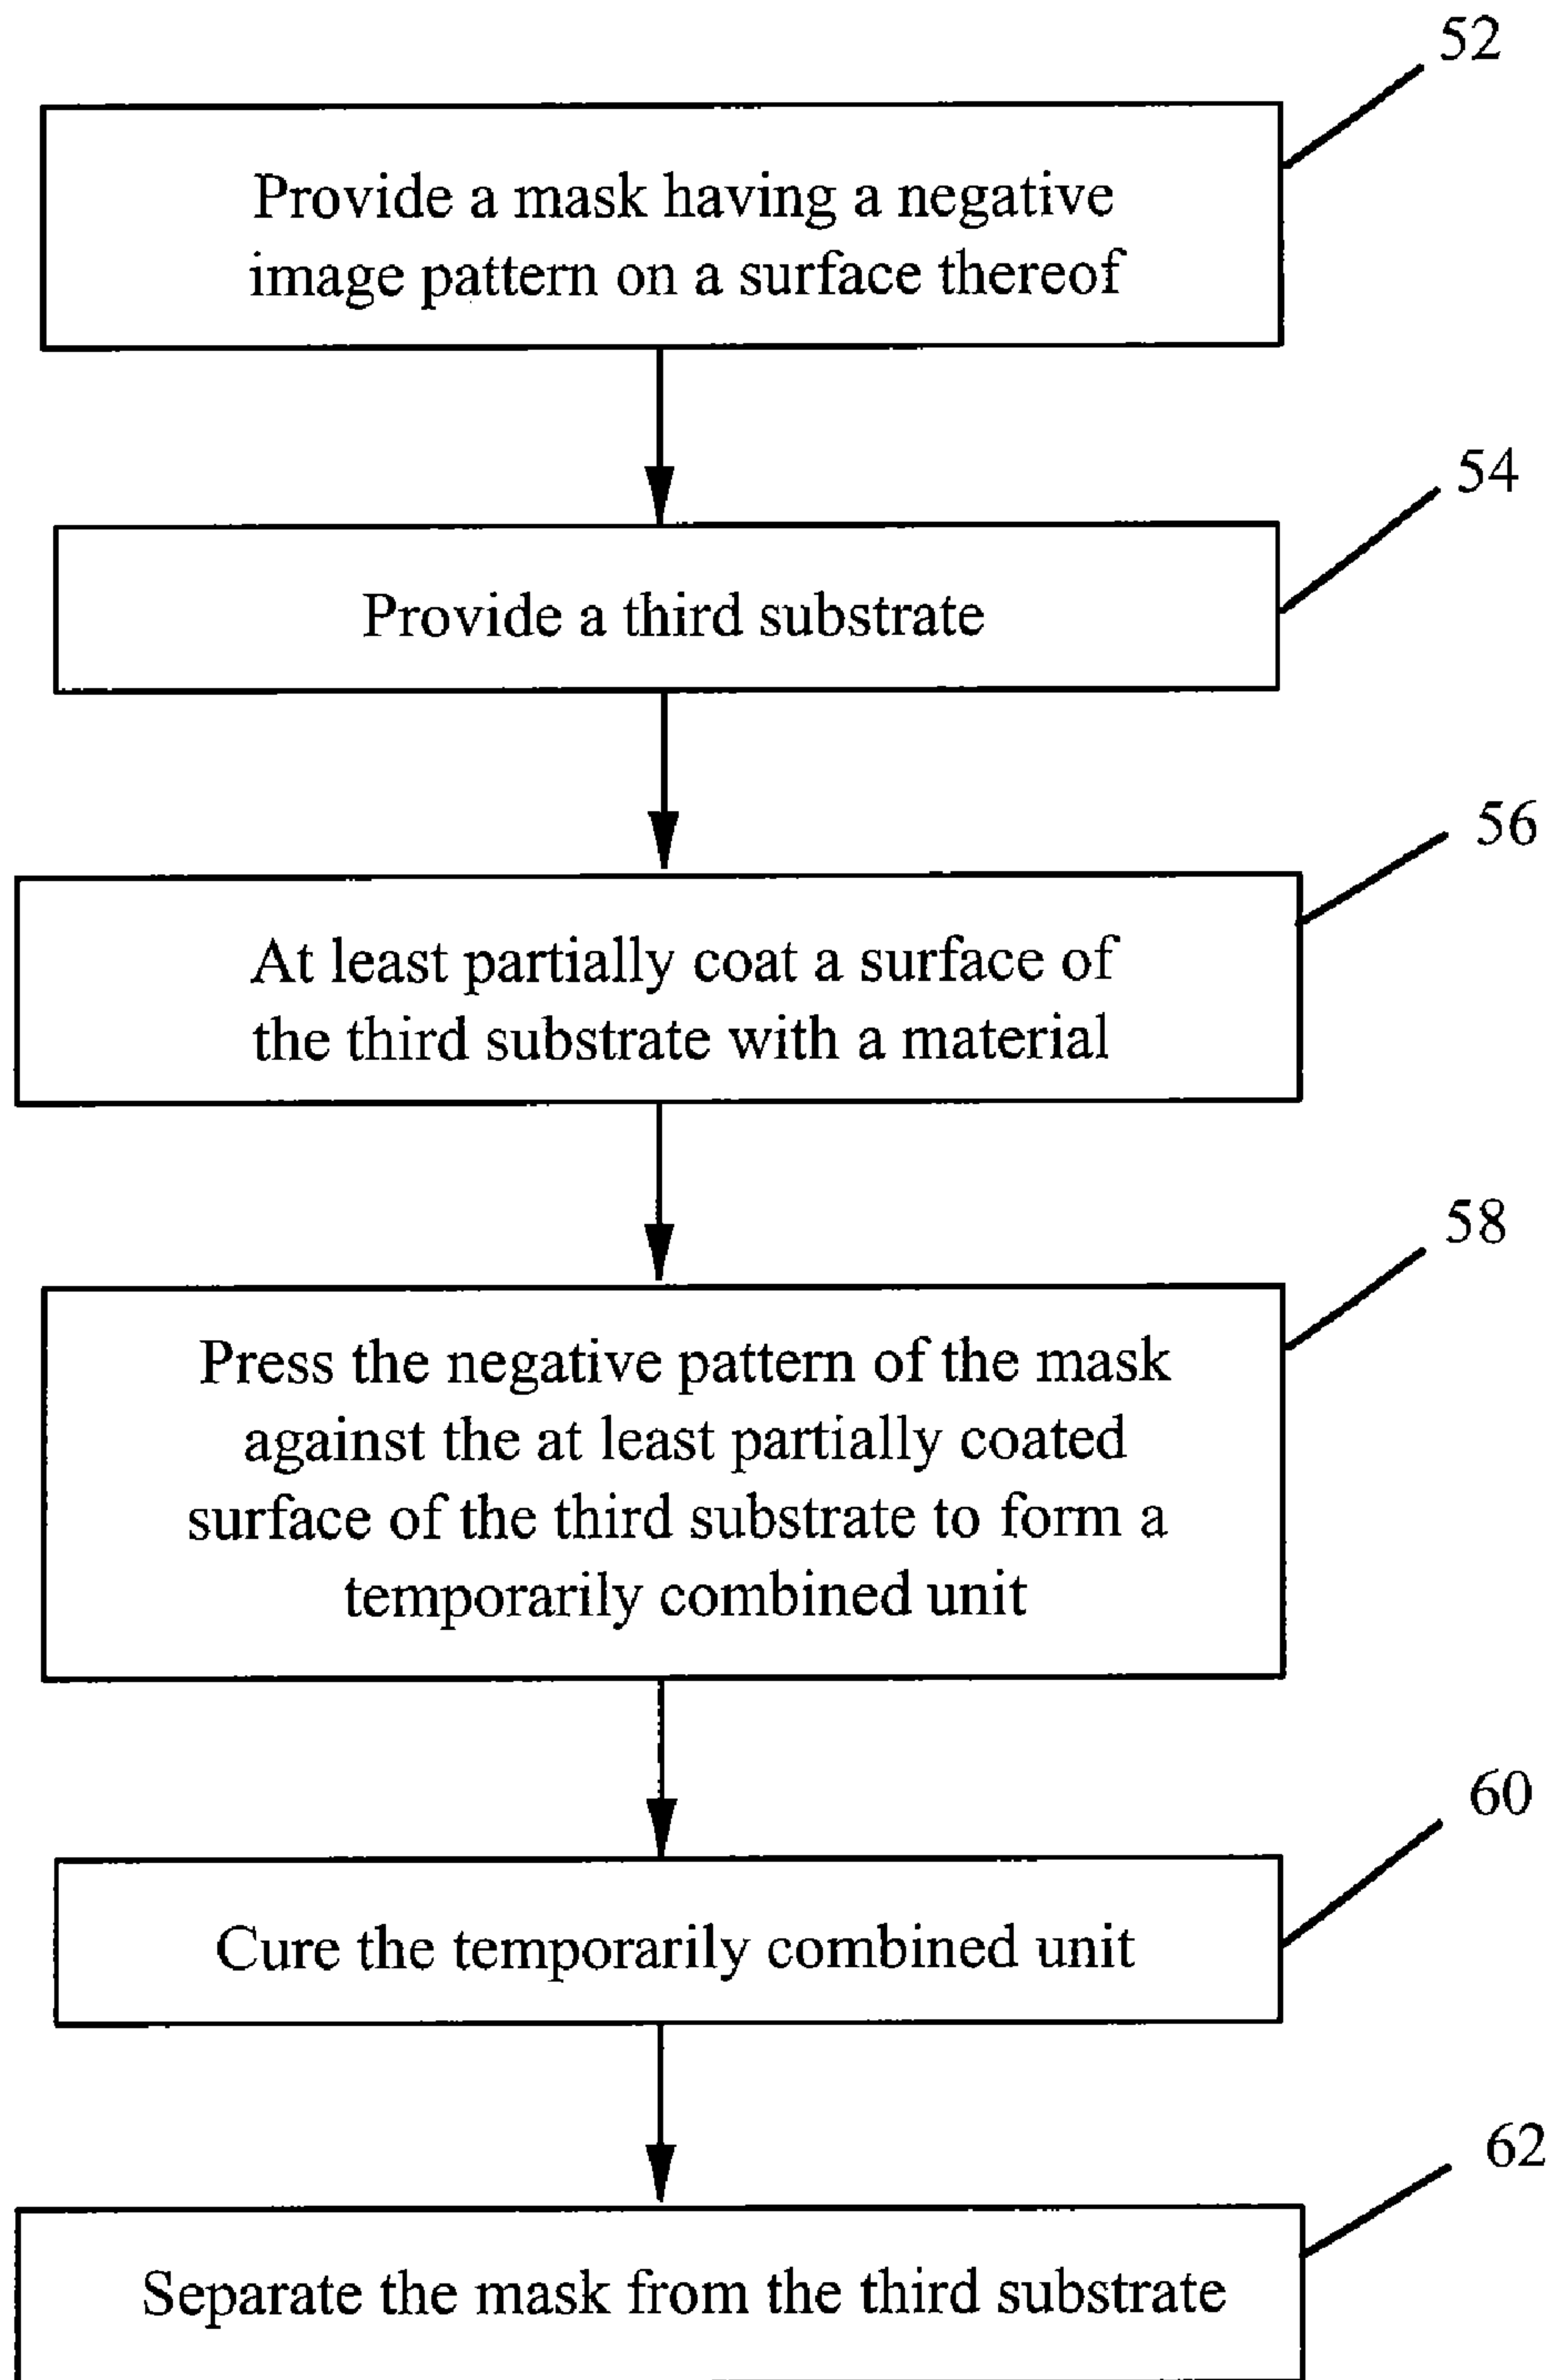 52
Provide a mask having a negative
image pattern on a surface thereof
54
Provide a third substrate
56
At least partially coat a surface of
the third substrate with a material
58
Press the negative pattern of the mask
against the at least partially coated
surface of the third substrate to form a
temporarily combined unit
60
Cure the temporarily combined unit
62
Separate the mask from the third substrate